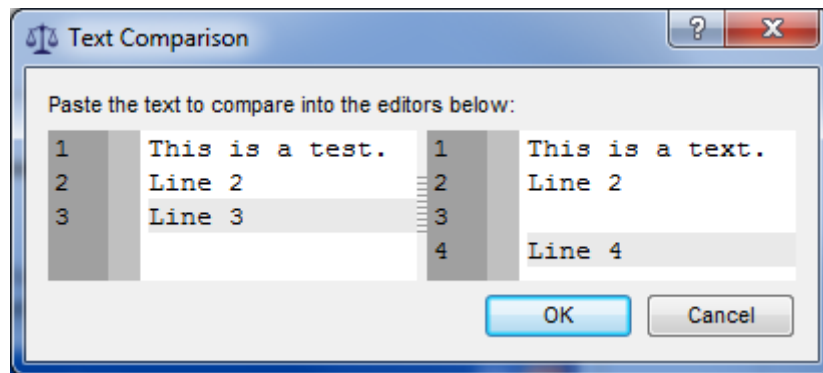 Text Comparison
Paste the text to compare into the editors below:
1 This is a test.
2 Line 2
3 Line 3
1 This is a text.
2 Line 2
3
4 Line 4
OK Cancel